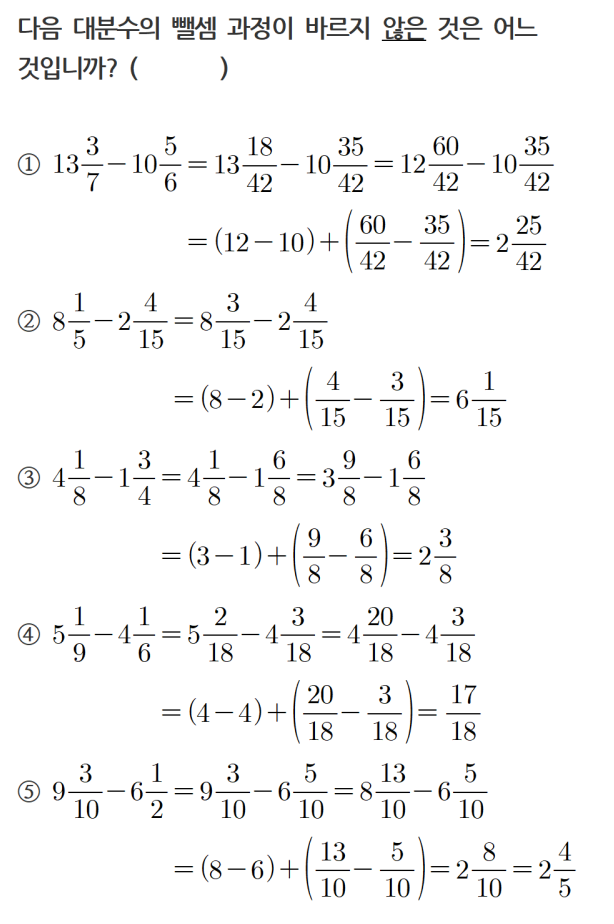 다음 대분수의 뺄셈 과정이 바르지 않은 것은 어느
것입니까? (          )
① 13 3/7 − 10 5/6 = 13 18/42 − 10 35/42 = 12 60/42 − 10 35/42
= (12 − 10) + (60/42 − 35/42) = 2 25/42
② 8 1/5 − 2 4/15 = 8 3/15 − 2 4/15
= (8 − 2) + (4/15 − 3/15) = 6 1/15
③ 4 1/8 − 1 3/4 = 4 1/8 − 1 6/8 = 3 9/8 − 1 6/8
= (3 − 1) + (9/8 − 6/8) = 2 3/8
④ 5 1/9 − 4 1/6 = 5 2/18 − 4 3/18 = 4 20/18 − 4 3/18
= (4 − 4) + (20/18 − 3/18) = 17/18
⑤ 9 3/10 − 6 1/2 = 9 3/10 − 6 5/10 = 8 13/10 − 6 5/10
= (8 − 6) + (13/10 − 5/10) = 2 8/10 = 2 4/5